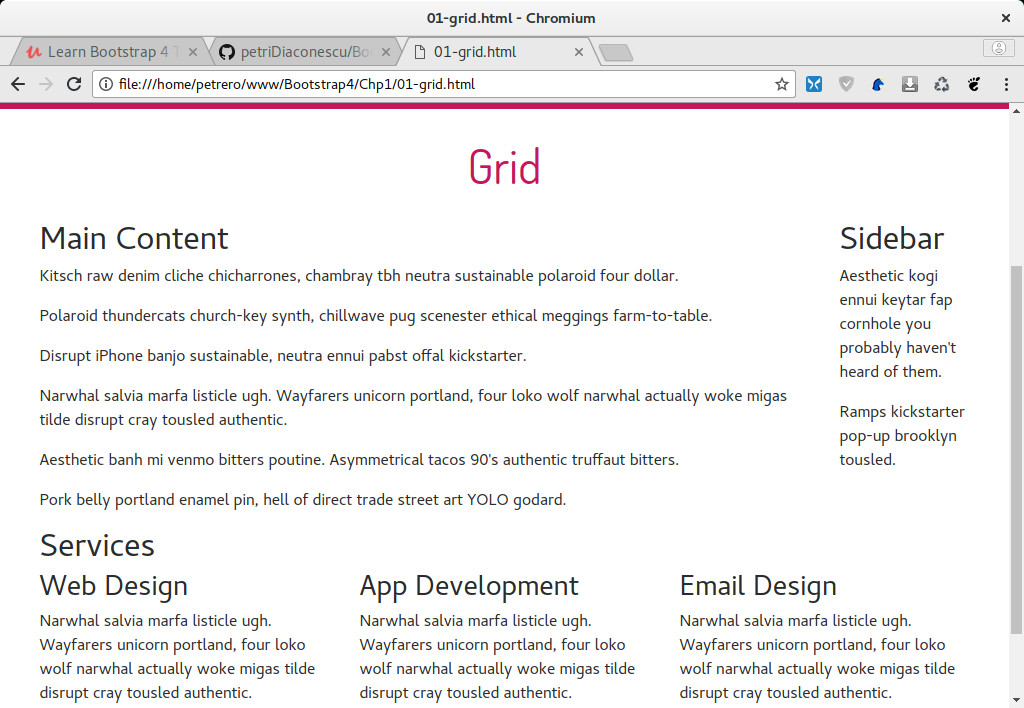 01-grid.html - Chromium
Learn Bootstrap 4
petriDiaconescu/Bo
01-grid.html
file:///home/petrero/www/Bootstrap4/Chp1/01-grid.html
Grid
Main Content
Kitsch raw denim cliche chicharrones, chambray tbh neutra sustainable polaroid four dollar.
Polaroid thundercats church-key synth, chillwave pug scenester ethical meggings farm-to-table.
Disrupt iPhone banjo sustainable, neutra ennui pabst offal kickstarter.
Narwhal salvia marfa listicle ugh. Wayfarers unicorn portland, four loko wolf narwhal actually woke migas
tilde disrupt cray tousled authentic.
Aesthetic banh mi venmo bitters poutine. Asymmetrical tacos 90's authentic truffaut bitters.
Pork belly portland enamel pin, hell of direct trade street art YOLO godard.
Sidebar
Aesthetic kogi
ennui keytar fap
cornhole you
probably haven't
heard of them.
Ramps kickstarter
pop-up brooklyn
tousled.
Services
Web Design
Narwhal salvia marfa listicle ugh.
Wayfarers unicorn portland, four loko
wolf narwhal actually woke migas tilde
disrupt cray tousled authentic.
App Development
Narwhal salvia marfa listicle ugh.
Wayfarers unicorn portland, four loko
wolf narwhal actually woke migas tilde
disrupt cray tousled authentic.
Email Design
Narwhal salvia marfa listicle ugh.
Wayfarers unicorn portland, four loko
wolf narwhal actually woke migas tilde
disrupt cray tousled authentic.